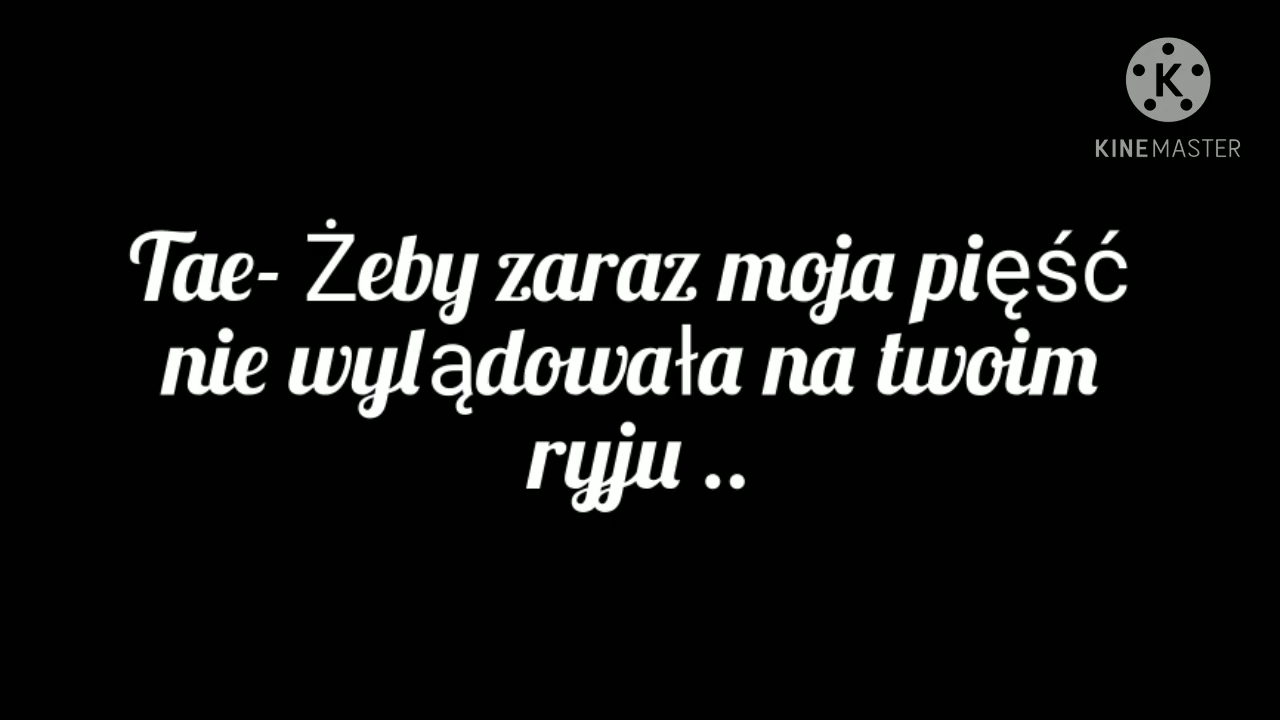 K
KINEMASTER
Tae- Żeby zaraz moja pięść
nie wylądowała na twoim
ryju ..